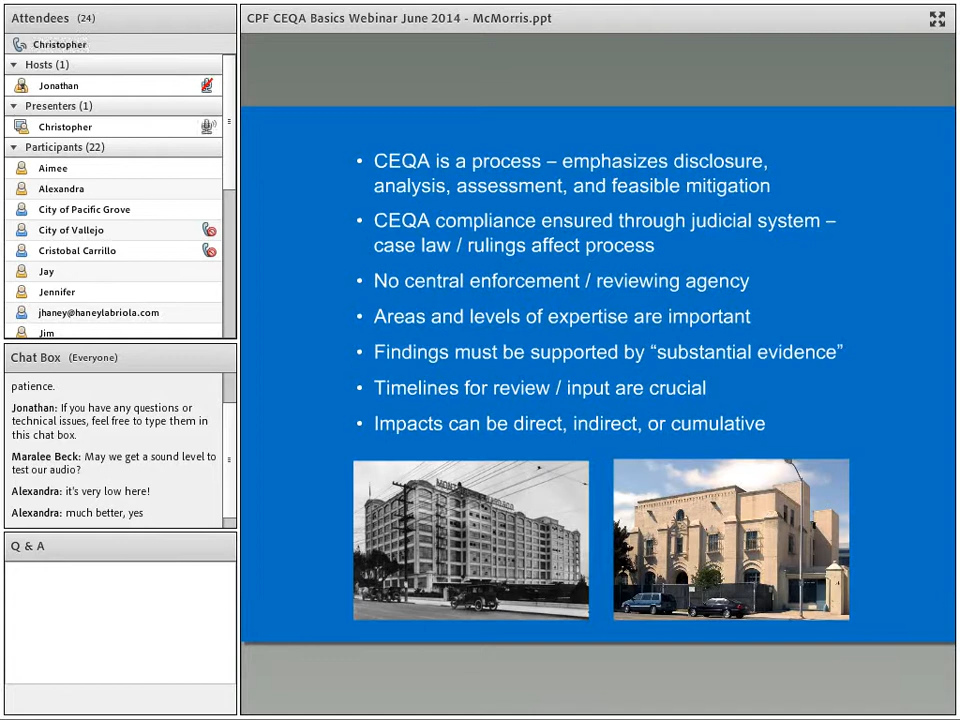 Attendees (24)
Christopher
Hosts (1)
Jonathan
Presenters (1)
Christopher
Participants (22)
Aimee
Alexandra
City of Pacific Grove
City of Vallejo
Cristobal Carrillo
Jay
Jennifer
jhaney@haneylabriola.com
Jim
Chat Box (Everyone)
patience.
Jonathan: If you have any questions or
technical issues, feel free to type them in
this chat box.
Maralee Beck: May we get a sound level to
test our audio?
Alexandra: it's very low here!
Alexandra: much better, yes
Q & A
CPF CEQA Basics Webinar June 2014 - McMorris.ppt
• CEQA is a process – emphasizes disclosure,
analysis, assessment, and feasible mitigation
• CEQA compliance ensured through judicial system –
case law / rulings affect process
• No central enforcement / reviewing agency
• Areas and levels of expertise are important
• Findings must be supported by “substantial evidence”
• Timelines for review / input are crucial
• Impacts can be direct, indirect, or cumulative